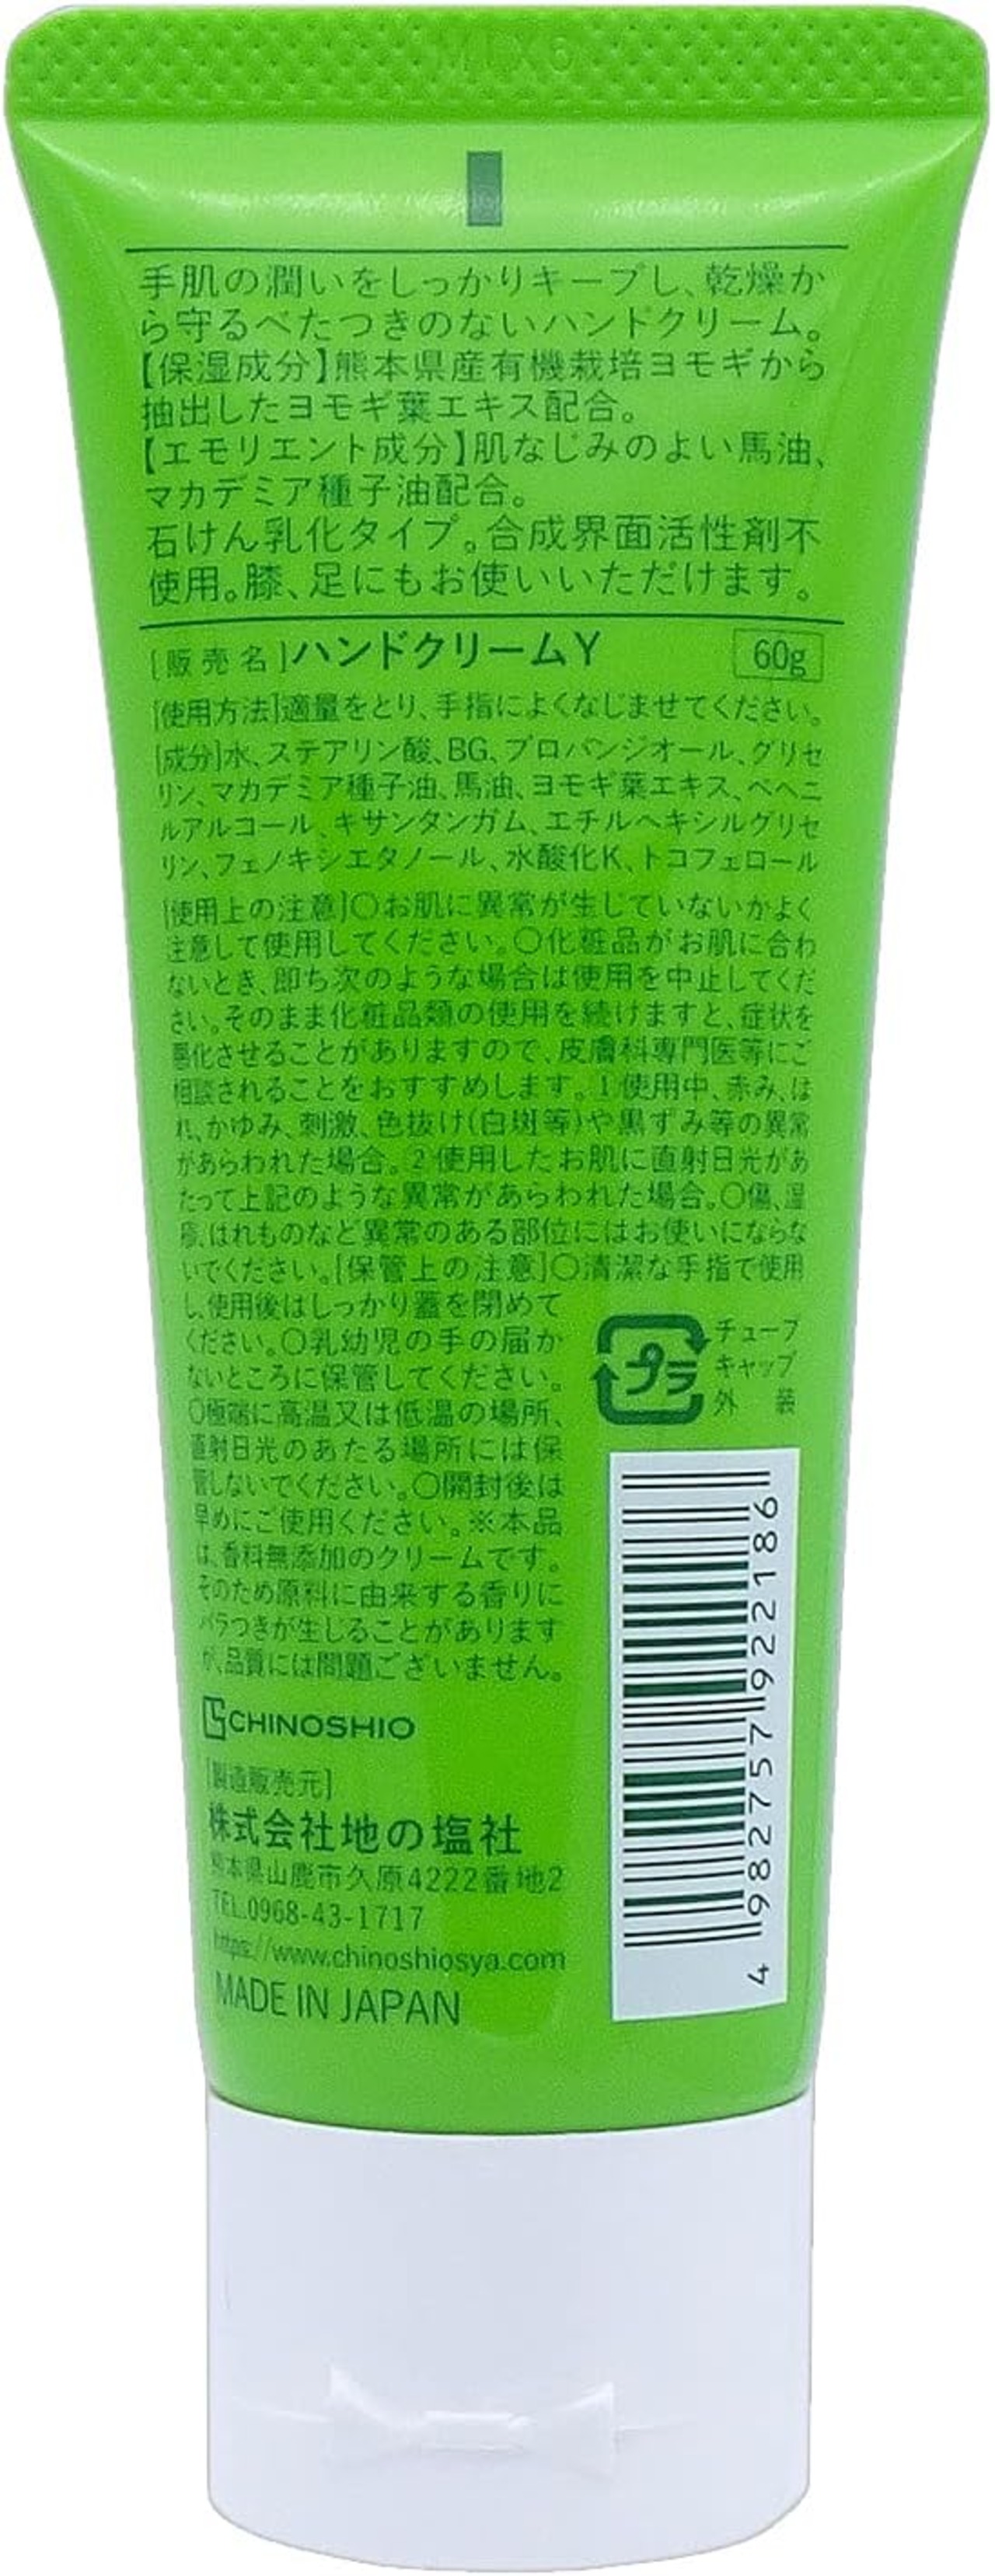 手肌の潤いをしっかりキープし、乾燥か
ら守るべたつきのないハンドクリーム。
【保湿成分】熊本県産有機栽培ヨモギから
抽出したヨモギ葉エキス配合。
【エモリエント成分】肌なじみのよい馬油、
マカデミア種子油配合。
石けん乳化タイプ。合成界面活性剤不
使用。膝、足にもお使いいただけます。
[販売名]ハンドクリームY 60g
[使用方法]適量をとり、手指によくなじませてください。
[成分]水、ステアリン酸、BG、プロパンジオール、グリセ
リン、マカデミア種子油、馬油、ヨモギ葉エキス、ベヘニ
ルアルコール、キサンタンガム、エチルヘキシルグリセ
リン、フェノキシエタノール、水酸化K、トコフェロール
[使用上の注意]〇お肌に異常が生じていないかよく
注意して使用してください。〇化粧品がお肌に合わ
ないとき、即ち次のような場合は使用を中止してくだ
さい。そのまま化粧品類の使用を続けますと、症状を
悪化させることがありますので、皮膚科専門医等にご
相談されることをおすすめします。1 使用中、赤み、は
れ、かゆみ、刺激、色抜け(白斑等)や黒ずみ等の異常
があらわれた場合。2 使用したお肌に直射日光があ
たって上記のような異常があらわれた場合。〇傷、湿
疹、はれものなど異常のある部位にはお使いにならな
いでください。[保管上の注意]〇清潔な手指で使用
し、使用後はしっかり蓋を閉めて
ください。〇乳幼児の手の届か
ないところに保管してください。
〇極端に高温又は低温の場所、
直射日光のあたる場所には保
管しないでください。〇開封後は
早めにご使用ください。※本品
は、香料無添加のクリームです。
そのため原料に由来する香りに
バラつきが生じることがあります
が、品質には問題ございません。
プラ
チューブ
キャップ
外 装
4 982757 922186
CHINOSHIO
[製造販売元]
株式会社地の塩社
熊本県山鹿市久原4222番地2
TEL.0968-43-1717
https://www.chinoshiosya.com
MADE IN JAPAN